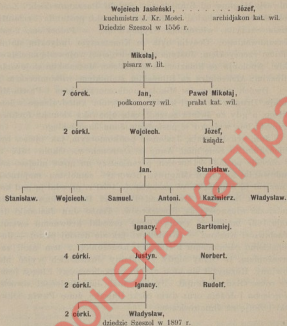 Wojciech Jasieński, . . . . . . . Józef,
kuchmistrz J. Kr. Mości. archidjakon kat. wil.
Dziedzic Szeszol w 1556 r.
Mikołaj,
pisarz w. lit.
7 córek. Jan, Paweł Mikołaj,
podkomorzy wil. prałat kat. wil.
2 córki. Wojciech. Józef,
ksiądz.
Jan. Stanisław.
Stanisław. Wojciech. Samuel. Antoni. Kazimierz. Władysław.
Ignacy. Bartłomiej.
4 córki. Justyn. Norbert.
2 córki. Ignacy. Rudolf.
2 córki. Władysław,
dziedzic Szeszol w 1897 r.